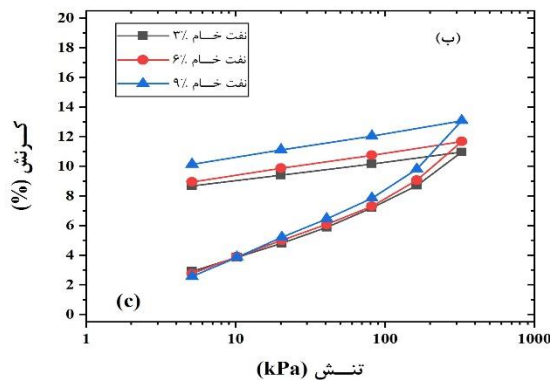 (ب)
نفت خـــام ۳٪
نفت خـــام ۶٪
نفت خـــام ۹٪
کــرنش (%)
20
18
16
14
12
10
8
6
4
2
0
(c)
1
10
100
1000
تنـــش (kPa)